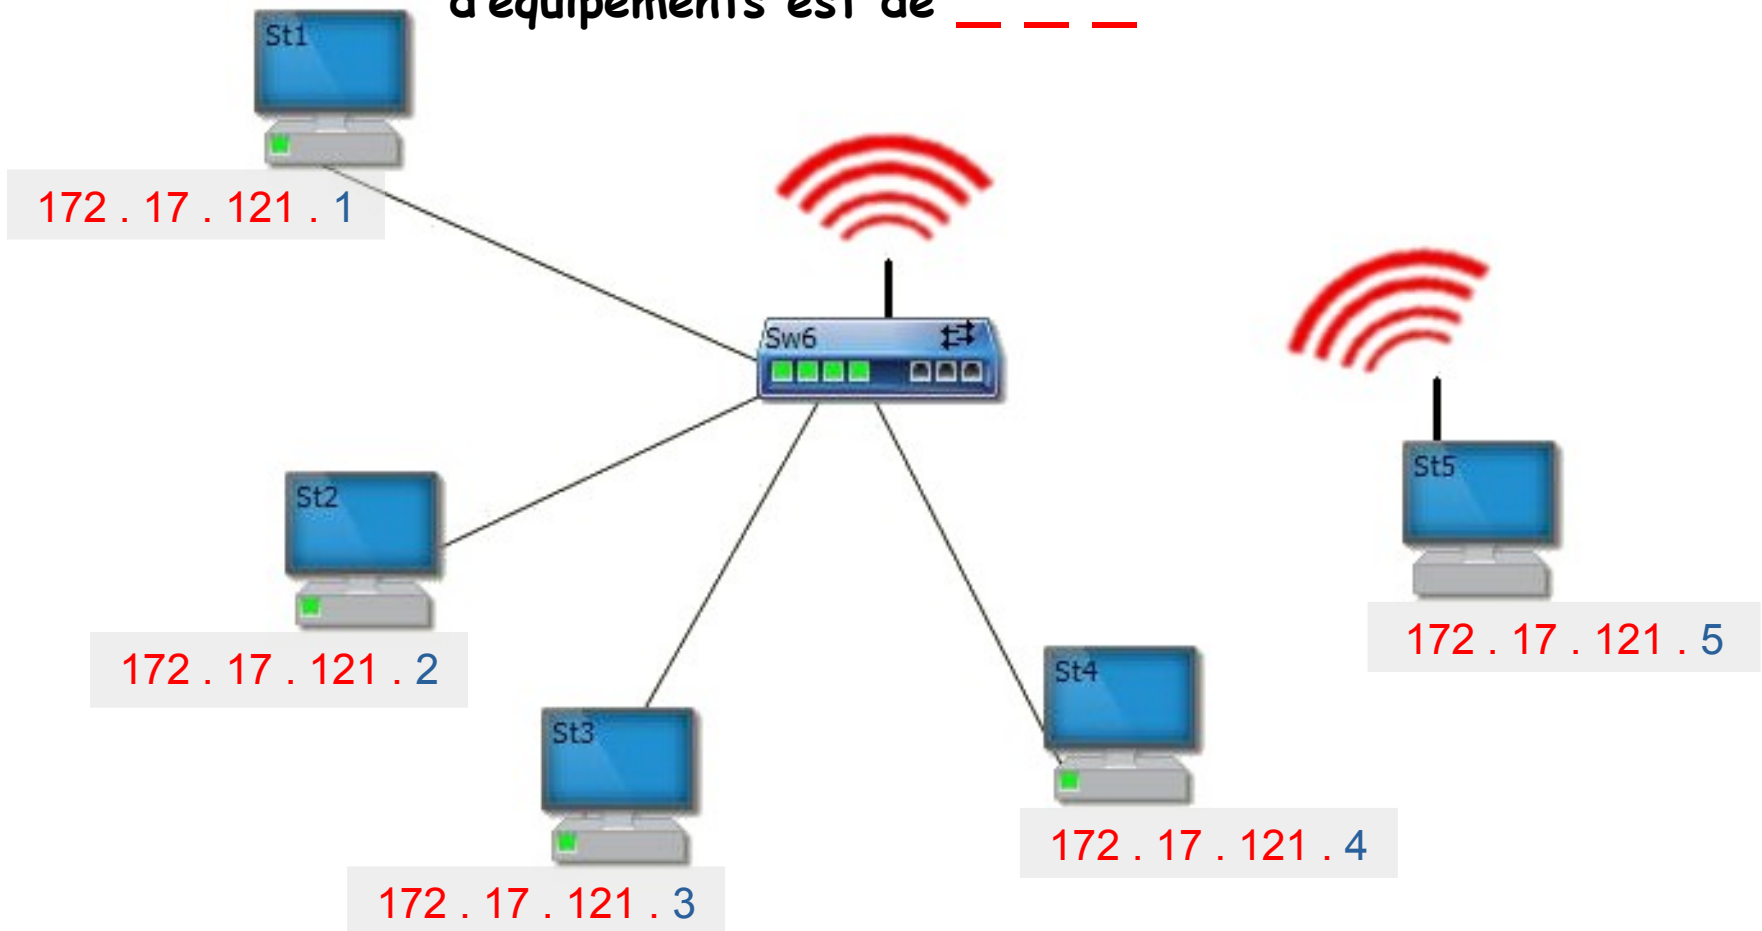 d'équipements est de _ _ _
St1
172 . 17 . 121 . 1
Sw6
St5
172 . 17 . 121 . 5
St2
172 . 17 . 121 . 2
St4
172 . 17 . 121 . 4
St3
172 . 17 . 121 . 3